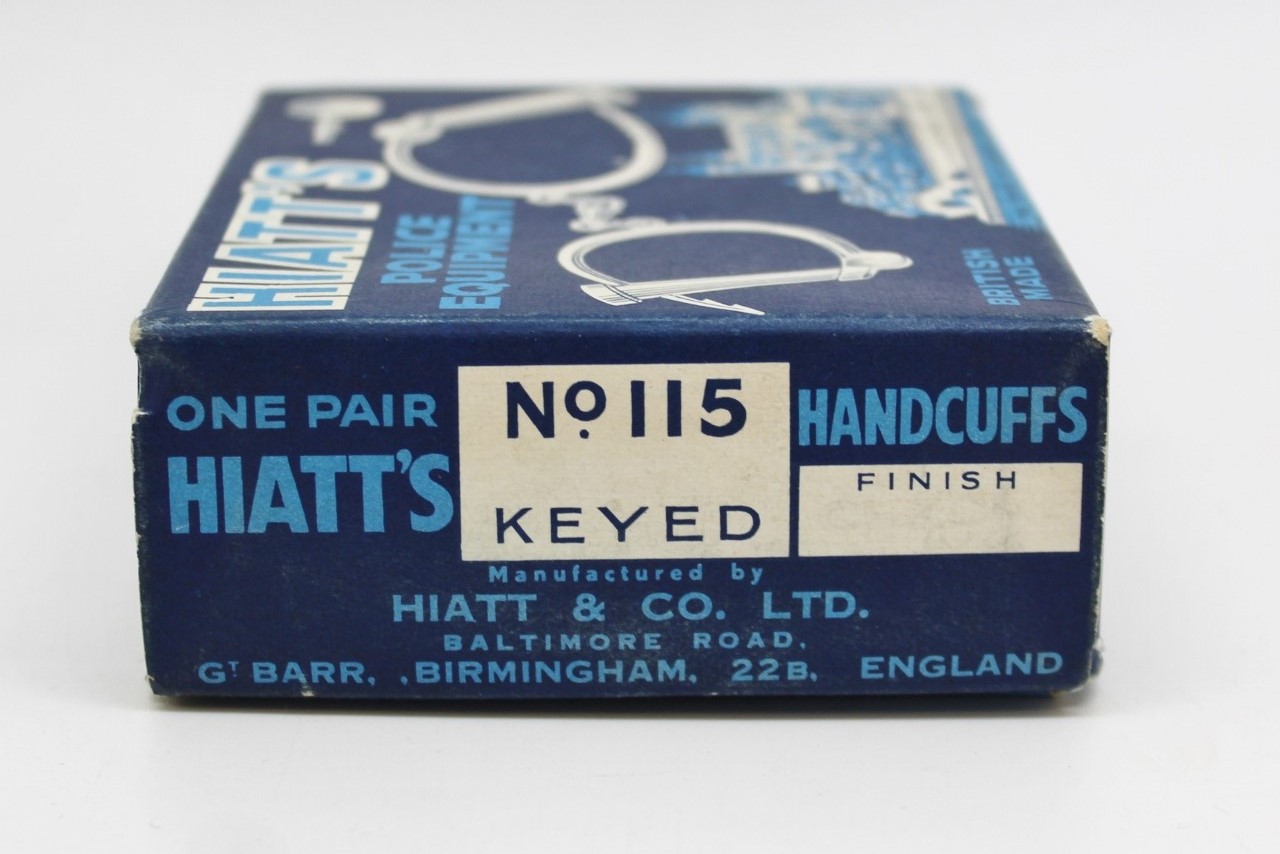 HIATT'S
POLICE
EQUIPMENT
BRITISH
MADE
ONE PAIR
HIATT'S
No. 115
KEYED
HANDCUFFS
FINISH
Manufactured by
HIATT & CO. LTD.
BALTIMORE ROAD,
GT BARR, ,BIRMINGHAM, 22B, ENGLAND